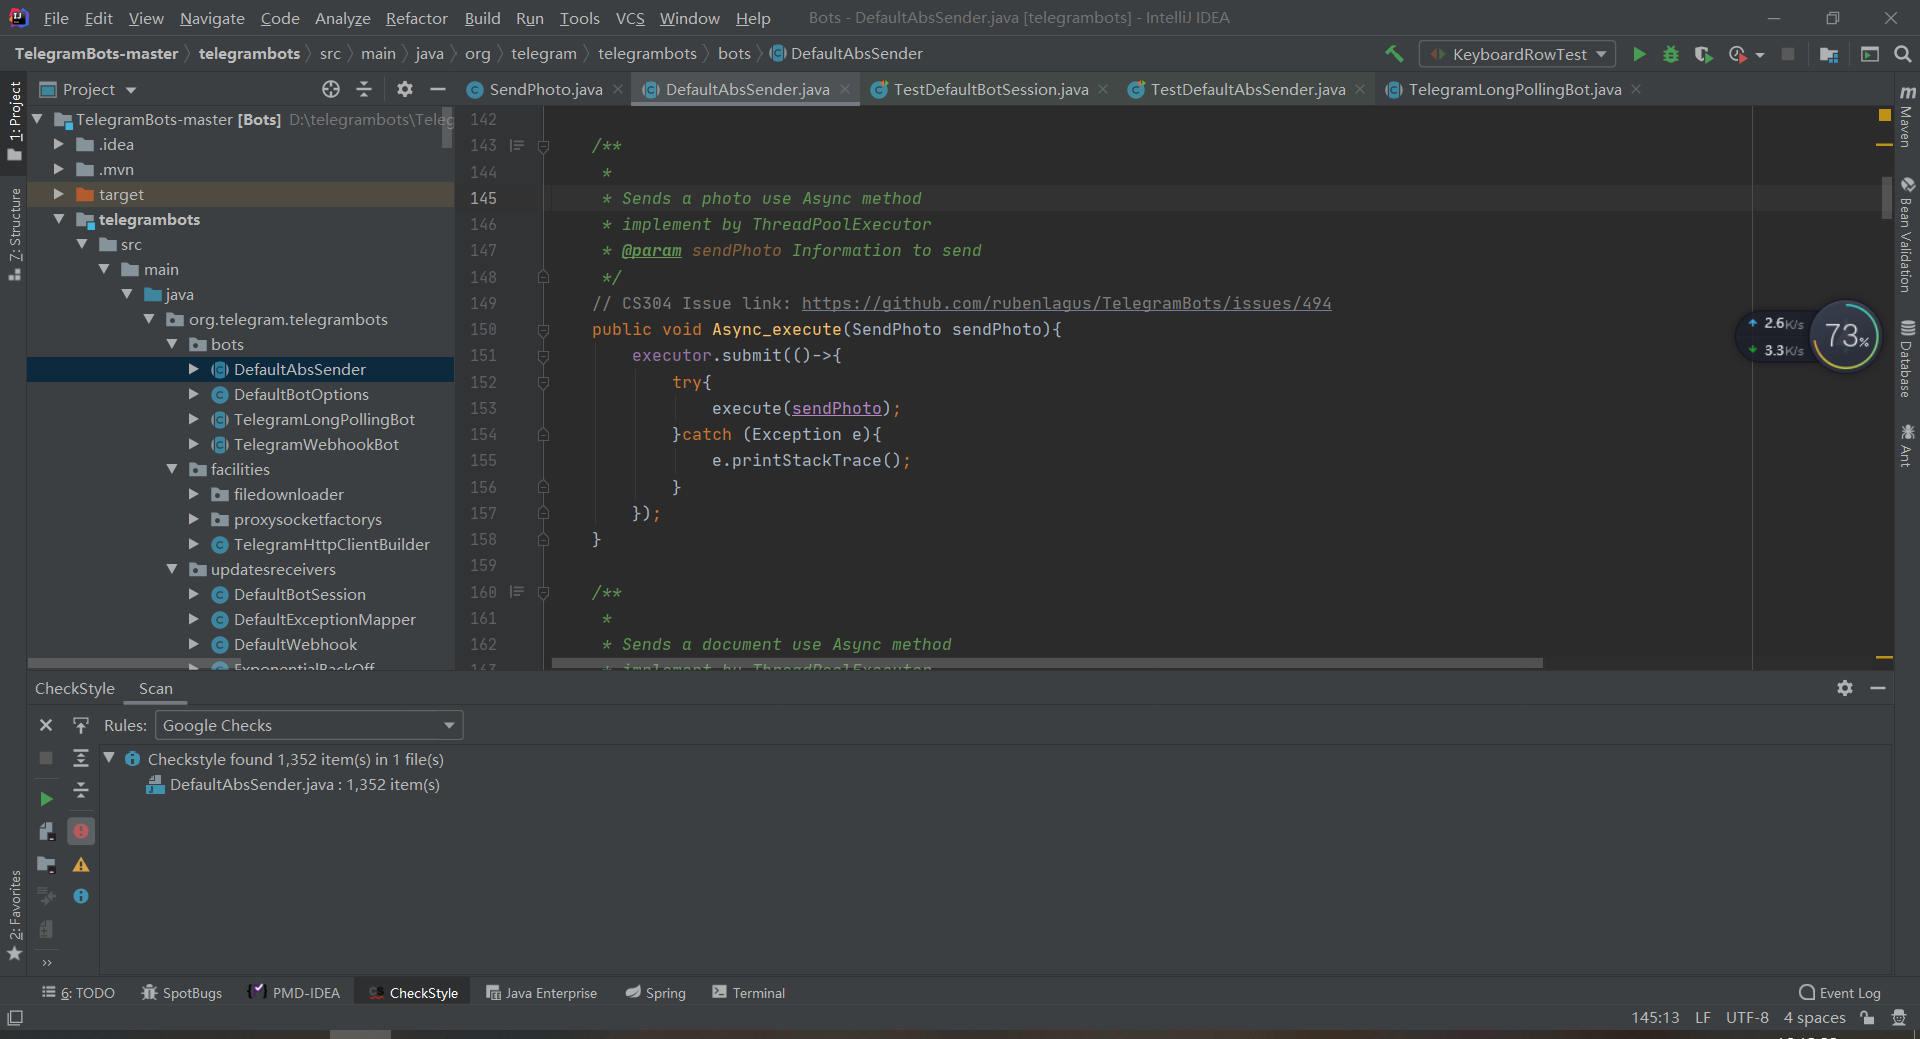 File Edit View Navigate Code Analyze Refactor Build Run Tools VCS Window Help Bots - DefaultAbsSender.java [telegrambots] - IntelliJ IDEA
TelegramBots-master telegrambots src main java org telegram telegrambots bots DefaultAbsSender KeyboardRowTest
Project
SendPhoto.java DefaultAbsSender.java TestDefaultBotSession.java TestDefaultAbsSender.java TelegramLongPollingBot.java
1: Project
7: Structure
2: Favorites
TelegramBots-master [Bots] D:\telegrambots\Teleg
.idea
.mvn
target
telegrambots
src
main
java
org.telegram.telegrambots
bots
DefaultAbsSender
DefaultBotOptions
TelegramLongPollingBot
TelegramWebhookBot
facilities
filedownloader
proxysocketfactorys
TelegramHttpClientBuilder
updatesreceivers
DefaultBotSession
DefaultExceptionMapper
DefaultWebhook
ExponentialBackOff
142
143 /**
144 *
145 * Sends a photo use Async method
146 * implement by ThreadPoolExecutor
147 * @param sendPhoto Information to send
148 */
149 // CS304 Issue link: https://github.com/rubenlagus/TelegramBots/issues/494
150 public void Async_execute(SendPhoto sendPhoto){
151 executor.submit(()->{
152 try{
153 execute(sendPhoto);
154 }catch (Exception e){
155 e.printStackTrace();
156 }
157 });
158 }
159
160 /**
161 *
162 * Sends a document use Async method
163 * implement by ThreadPoolExecutor
Maven
Bean Validation
Database
Ant
2.6K/s
3.3K/s
73%
CheckStyle Scan
Rules: Google Checks
Checkstyle found 1,352 item(s) in 1 file(s)
DefaultAbsSender.java : 1,352 item(s)
6: TODO SpotBugs PMD-IDEA CheckStyle Java Enterprise Spring Terminal Event Log
145:13 LF UTF-8 4 spaces